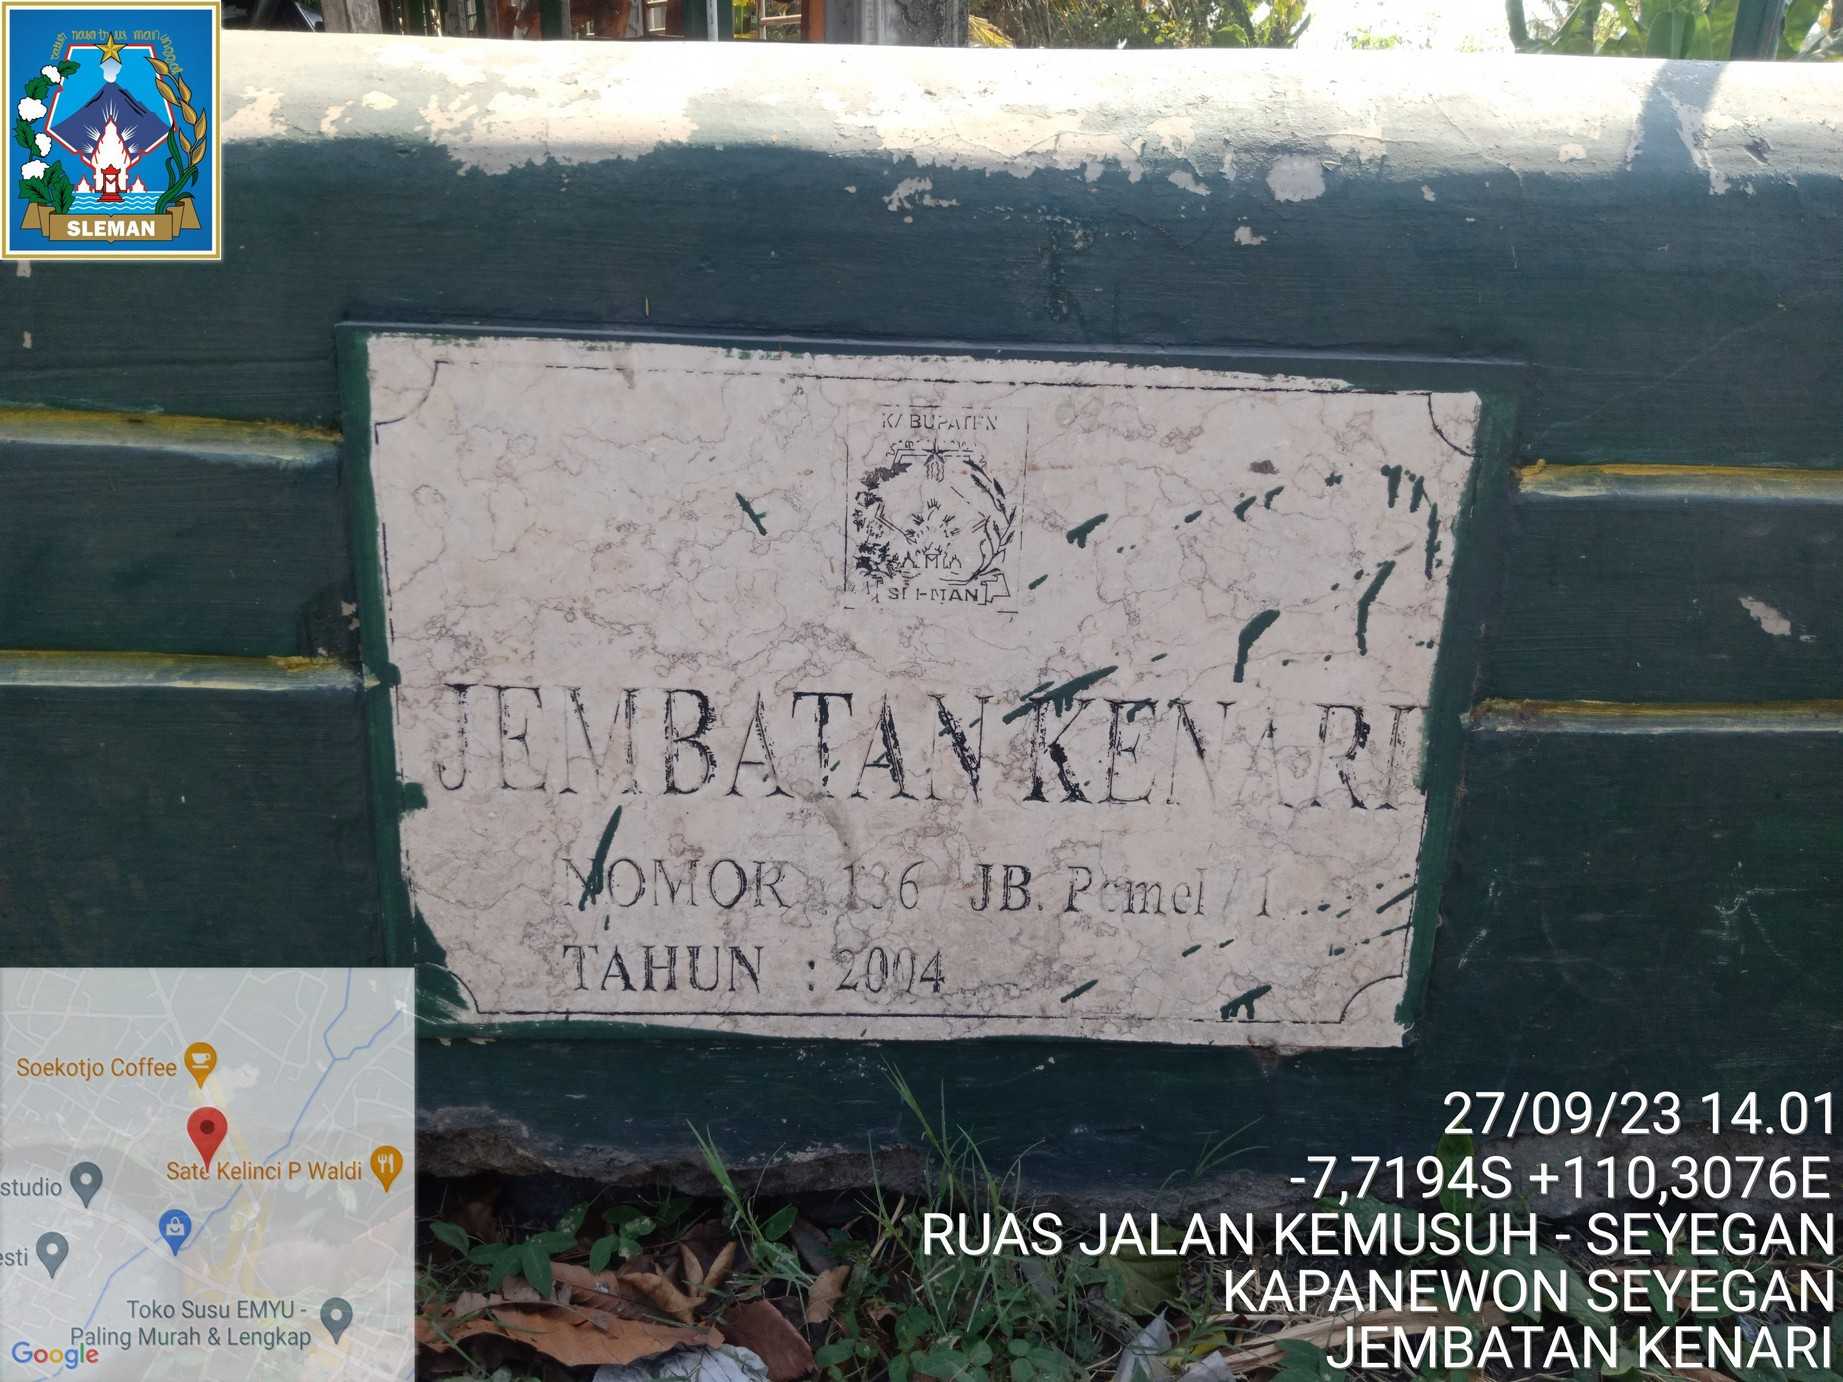 SLEMAN
KABUPATEN
SLEMAN
JEMBATAN KENARI
NOMOR : 136 JB. Pemel / 1
TAHUN : 2004
Soekotjo Coffee
Sate Kelinci P Waldi
studio
esti
Toko Susu EMYU -
Paling Murah & Lengkap
Google
27/09/23 14.01
-7,7194S +110,3076E
RUAS JALAN KEMUSUH - SEYEGAN
KAPANEWON SEYEGAN
JEMBATAN KENARI